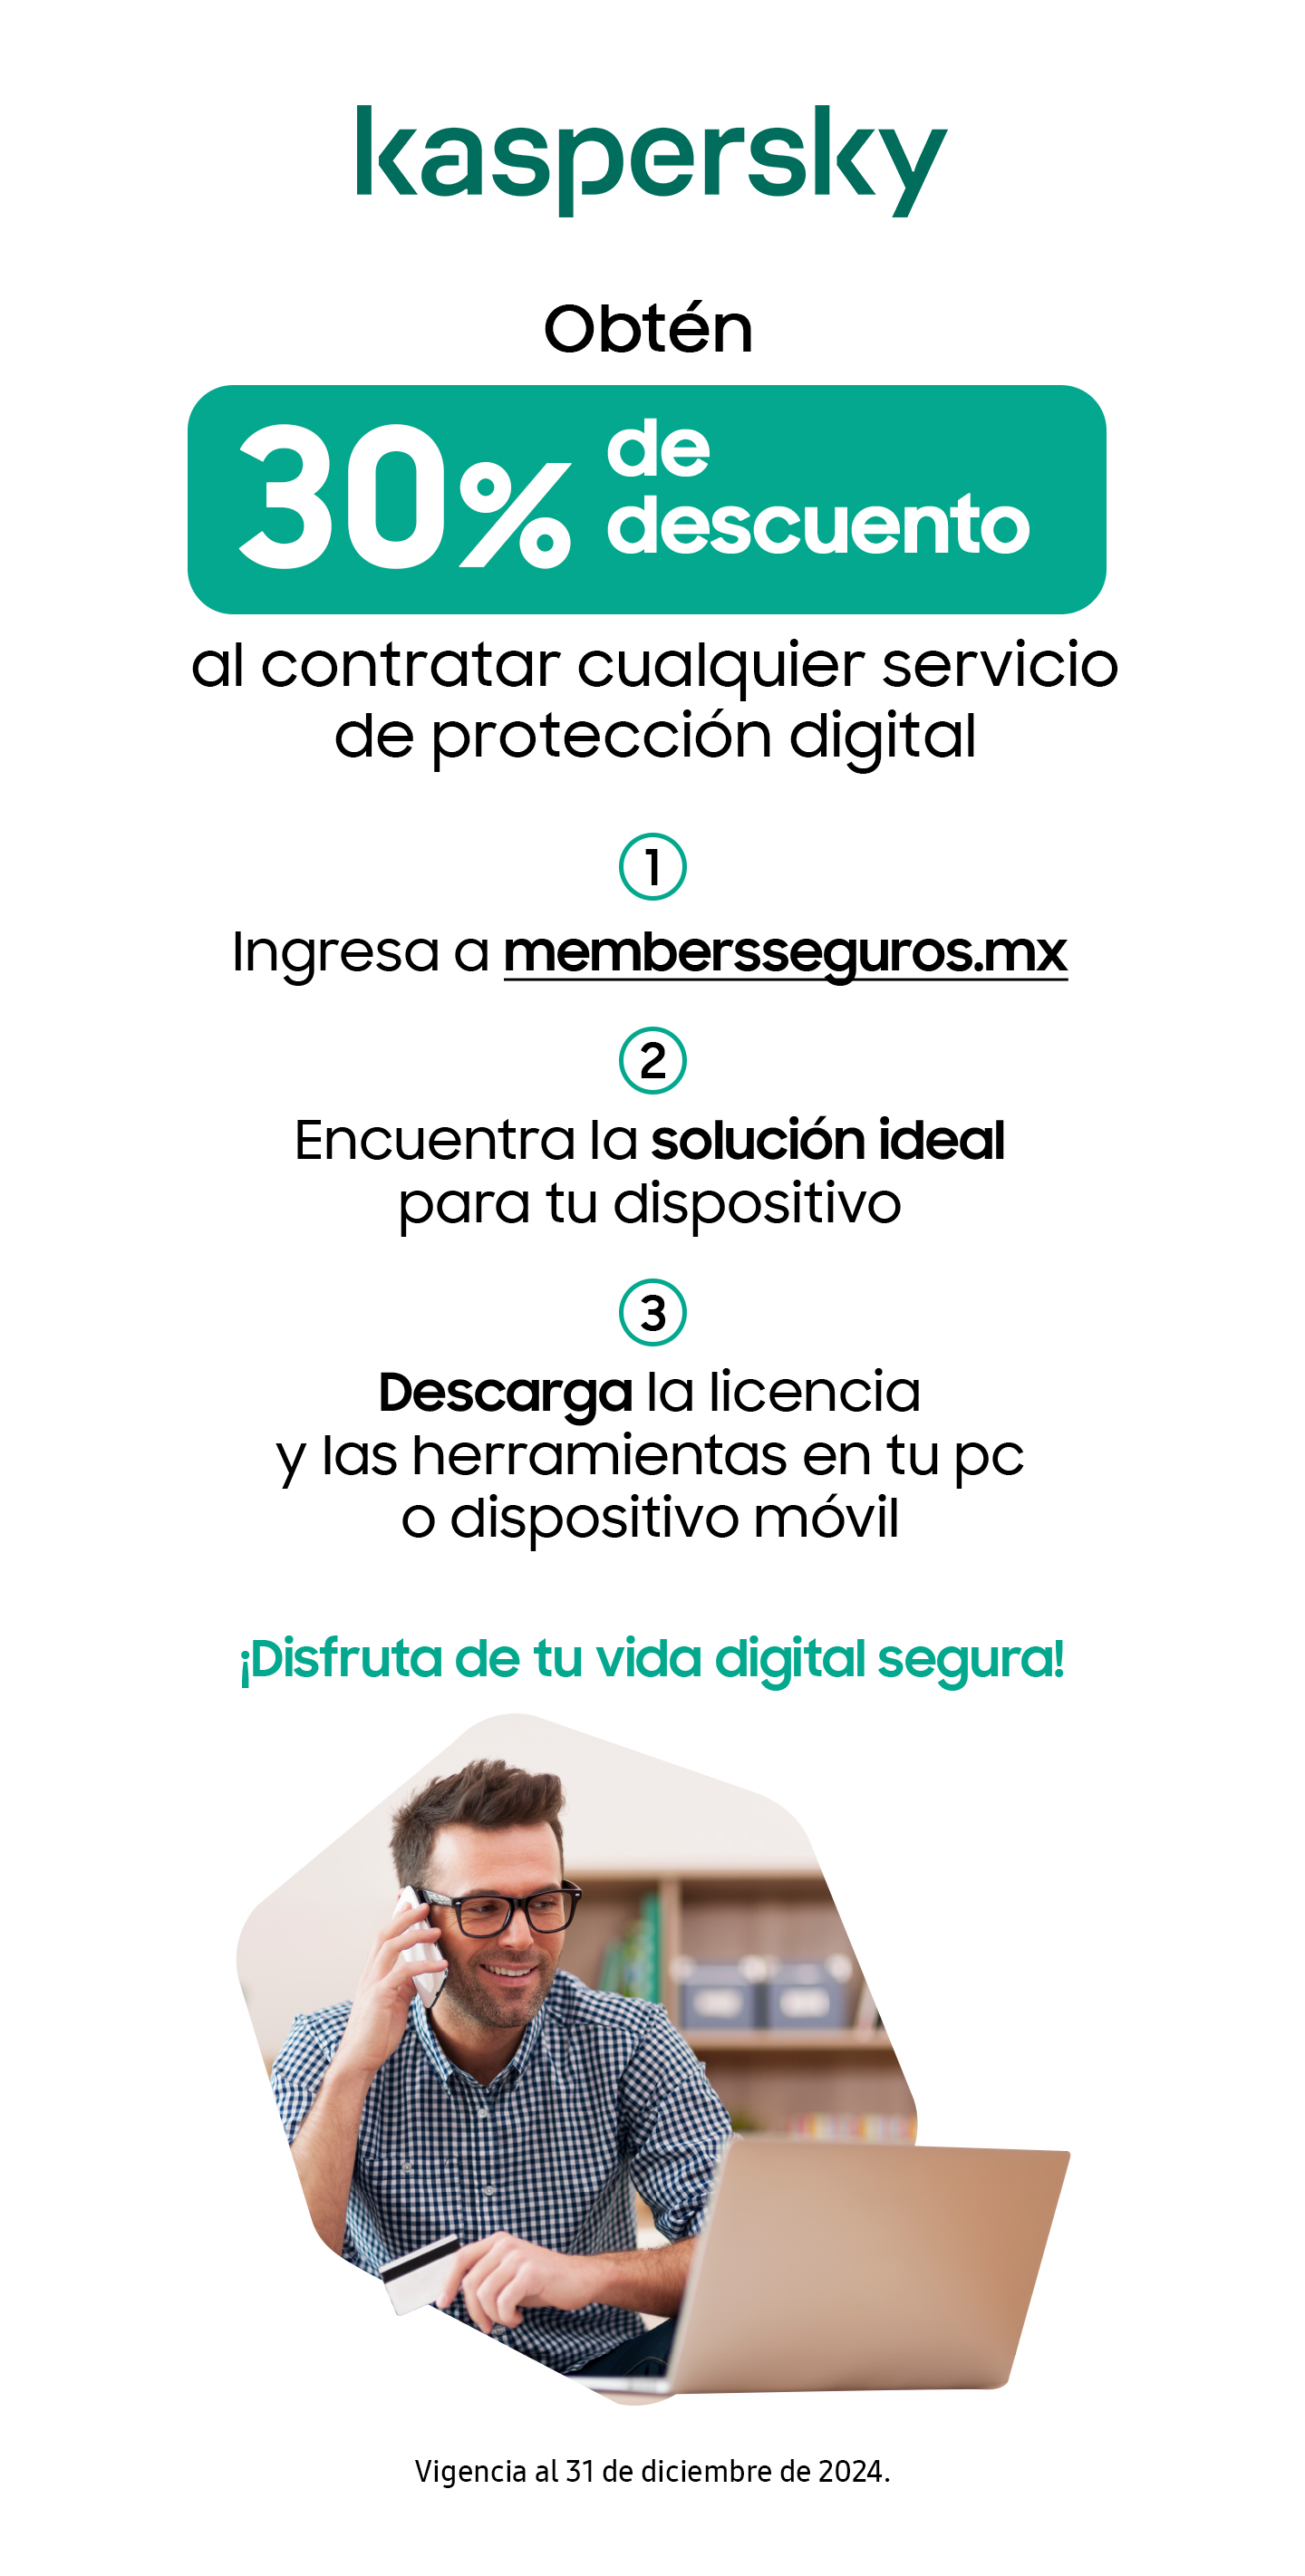 kaspersky
Obtén
30% de descuento
al contratar cualquier servicio
de protección digital
1
Ingresa a membersseguros.mx
2
Encuentra la solución ideal
para tu dispositivo
3
Descarga la licencia
y las herramientas en tu pc
o dispositivo móvil
¡Disfruta de tu vida digital segura!
Vigencia al 31 de diciembre de 2024.